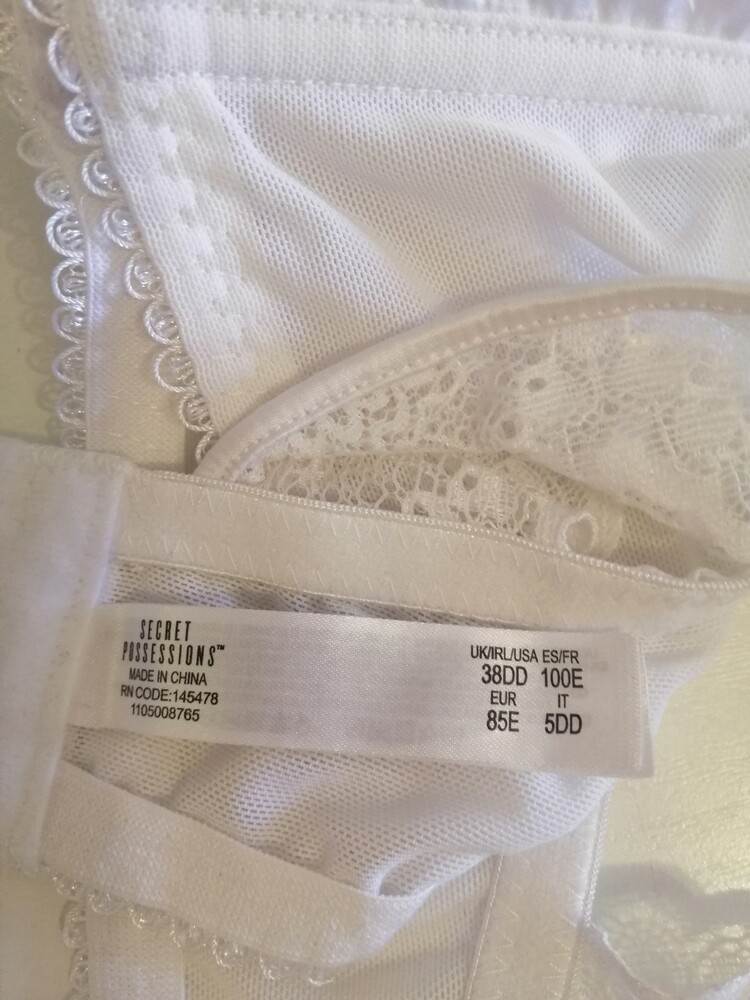 SECRET
POSSESSIONS™
MADE IN CHINA
RN CODE:145478
1105008765
UK/IRL/USA ES/FR
38DD 100E
EUR IT
85E 5DD